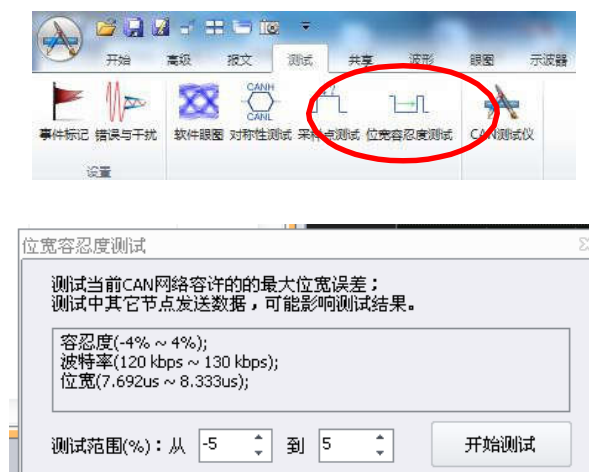 开始 高级 报文 测试 共享 波形 眼图 示波器
CANH
CANL
事件标记 错误与干扰 软件眼图 对称性测试 采样点测试 位宽容忍度测试 CAN测试仪
设置
位宽容忍度测试
测试当前CAN网络容许的的最大位宽误差；
测试中其它节点发送数据，可能影响测试结果。
容忍度(-4% ~ 4%);
波特率(120 kbps ~ 130 kbps);
位宽(7.692us ~ 8.333us);
测试范围(%)：从 -5 到 5 开始测试